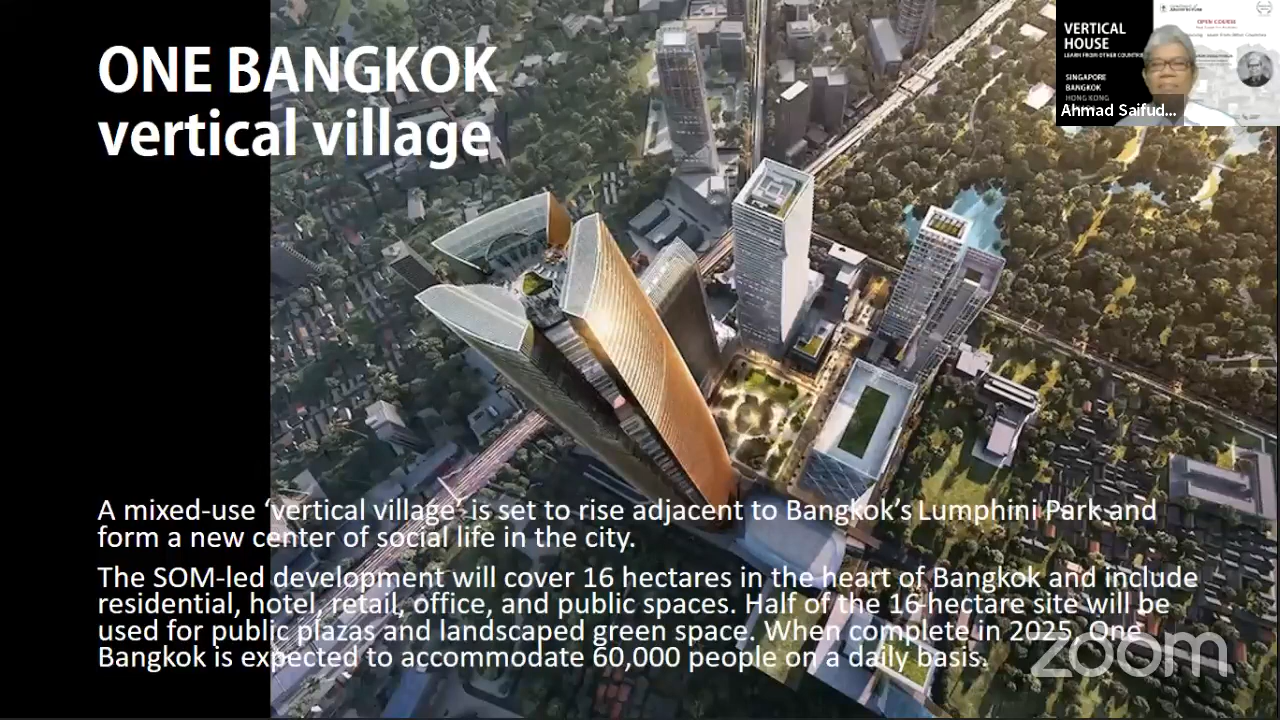 ONE BANGKOK
vertical village
A mixed-use ‘vertical village’ is set to rise adjacent to Bangkok’s Lumphini Park and
form a new center of social life in the city.
The SOM-led development will cover 16 hectares in the heart of Bangkok and include
residential, hotel, retail, office, and public spaces. Half of the 16-hectare site will be
used for public plazas and landscaped green space. When complete in 2025, One
Bangkok is expected to accommodate 60,000 people on a daily basis.
VERTICAL
HOUSE
LEARN FROM OTHER COUNTRI
SINGAPORE
BANGKOK
HONG KONG
OPEN COURSE
Ahmad Saifud...
zoom